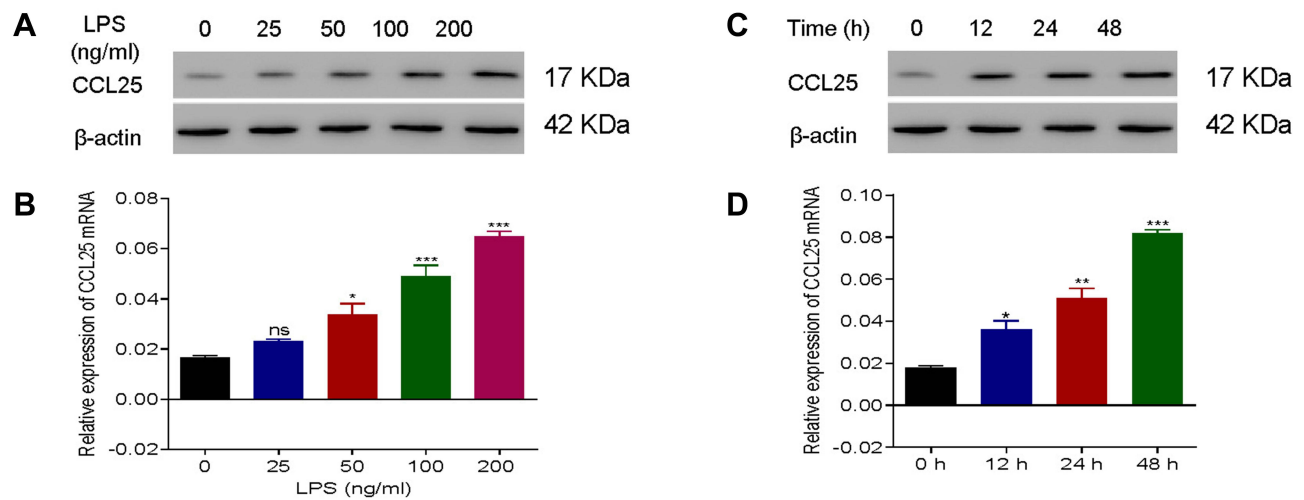 A
LPS
(ng/ml)
0 25 50 100 200
CCL25
17 KDa
β-actin
42 KDa
B
Relative expression of CCL25 mRNA
0.08
0.06
0.04
0.02
0.00
-0.02
ns
*
***
***
0 25 50 100 200
LPS (ng/ml)
C
Time (h) 0 12 24 48
CCL25
17 KDa
β-actin
42 KDa
D
Relative expression of CCL25 mRNA
0.10
0.08
0.06
0.04
0.02
0.00
-0.02
*
**
***
0 h 12 h 24 h 48 h